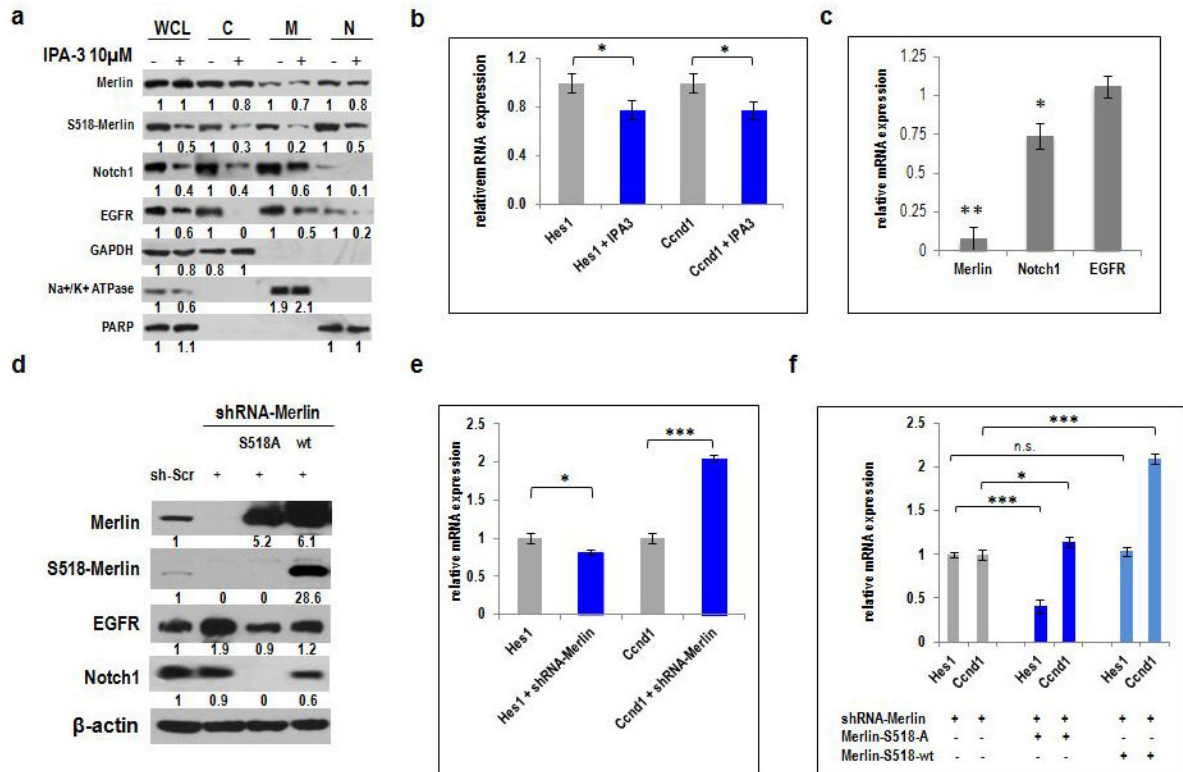 a
WCL C M N
IPA-3 10µM - + - + - + - +
Merlin
1 1 1 0.8 1 0.7 1 0.8
S518-Merlin
1 0.5 1 0.3 1 0.2 1 0.5
Notch1
1 0.4 1 0.4 1 0.6 1 0.1
EGFR
1 0.6 1 0 1 0.5 1 0.2
GAPDH
1 0.8 0.8 1
Na+/K+ ATPase
1 0.6 1.9 2.1
PARP
1 1.1 1 1
b
relativem RNA expression
1.2
0.8
0.4
0.0
* *
Hes1
Hes1 + IPA3
Ccnd1
Ccnd1 + IPA3
c
relative mRNA expression
1.25
1
0.75
0.5
0.25
0
**
*
Merlin Notch1 EGFR
d
shRNA-Merlin
S518A wt
sh-Scr + + +
Merlin
1 5.2 6.1
S518-Merlin
1 0 0 28.6
EGFR
1 1.9 0.9 1.2
Notch1
1 0.9 0 0.6
β-actin
e
relative mRNA expression
2.5
2
1.5
1
0.5
0
* ***
Hes1
Hes1 + shRNA-Merlin
Ccnd1
Ccnd1 + shRNA-Merlin
f
relative mRNA expression
2.5
2
1.5
1
0.5
0
***
n.s.
*
***
Hes1
Ccnd1
Hes1
Ccnd1
Hes1
Ccnd1
shRNA-Merlin + + + + + +
Merlin-S518-A - - + + - -
Merlin-S518-wt - - - - + +